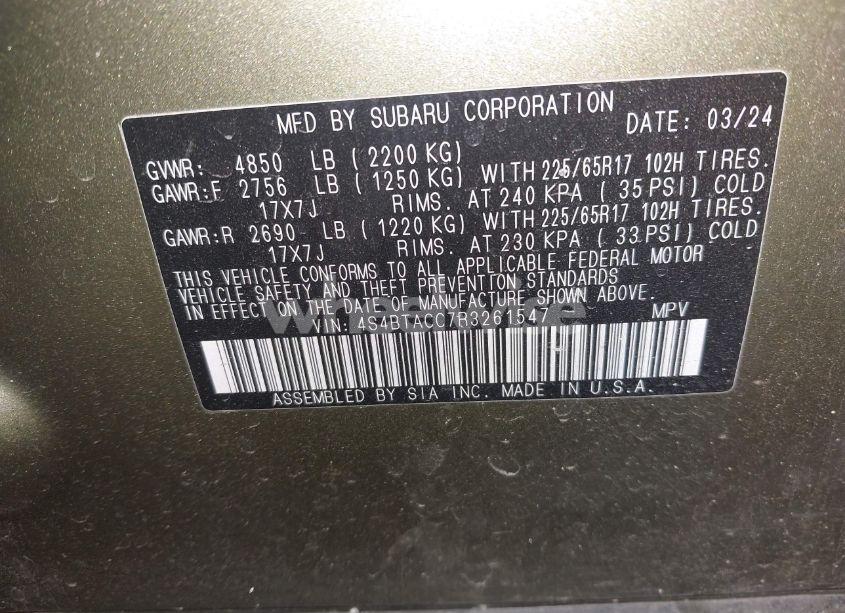 MFD BY SUBARU CORPORATION DATE: 03/24
GVWR: 4850 LB (2200 KG)
GAWR:F 2756 LB (1250 KG) WITH 225/65R17 102H TIRES.
17X7J RIMS. AT 240 KPA (35 PSI) COLD
GAWR:R 2690 LB (1220 KG) WITH 225/65R17 102H TIRES.
17X7J RIMS. AT 230 KPA (33 PSI) COLD
THIS VEHICLE CONFORMS TO ALL APPLICABLE FEDERAL MOTOR
VEHICLE SAFETY AND THEFT PREVENTION STANDARDS
IN EFFECT ON THE DATE OF MANUFACTURE SHOWN ABOVE.
VIN: 4S4BTACC7R3261547 MPV
ASSEMBLED BY SIA INC. MADE IN U.S.A.